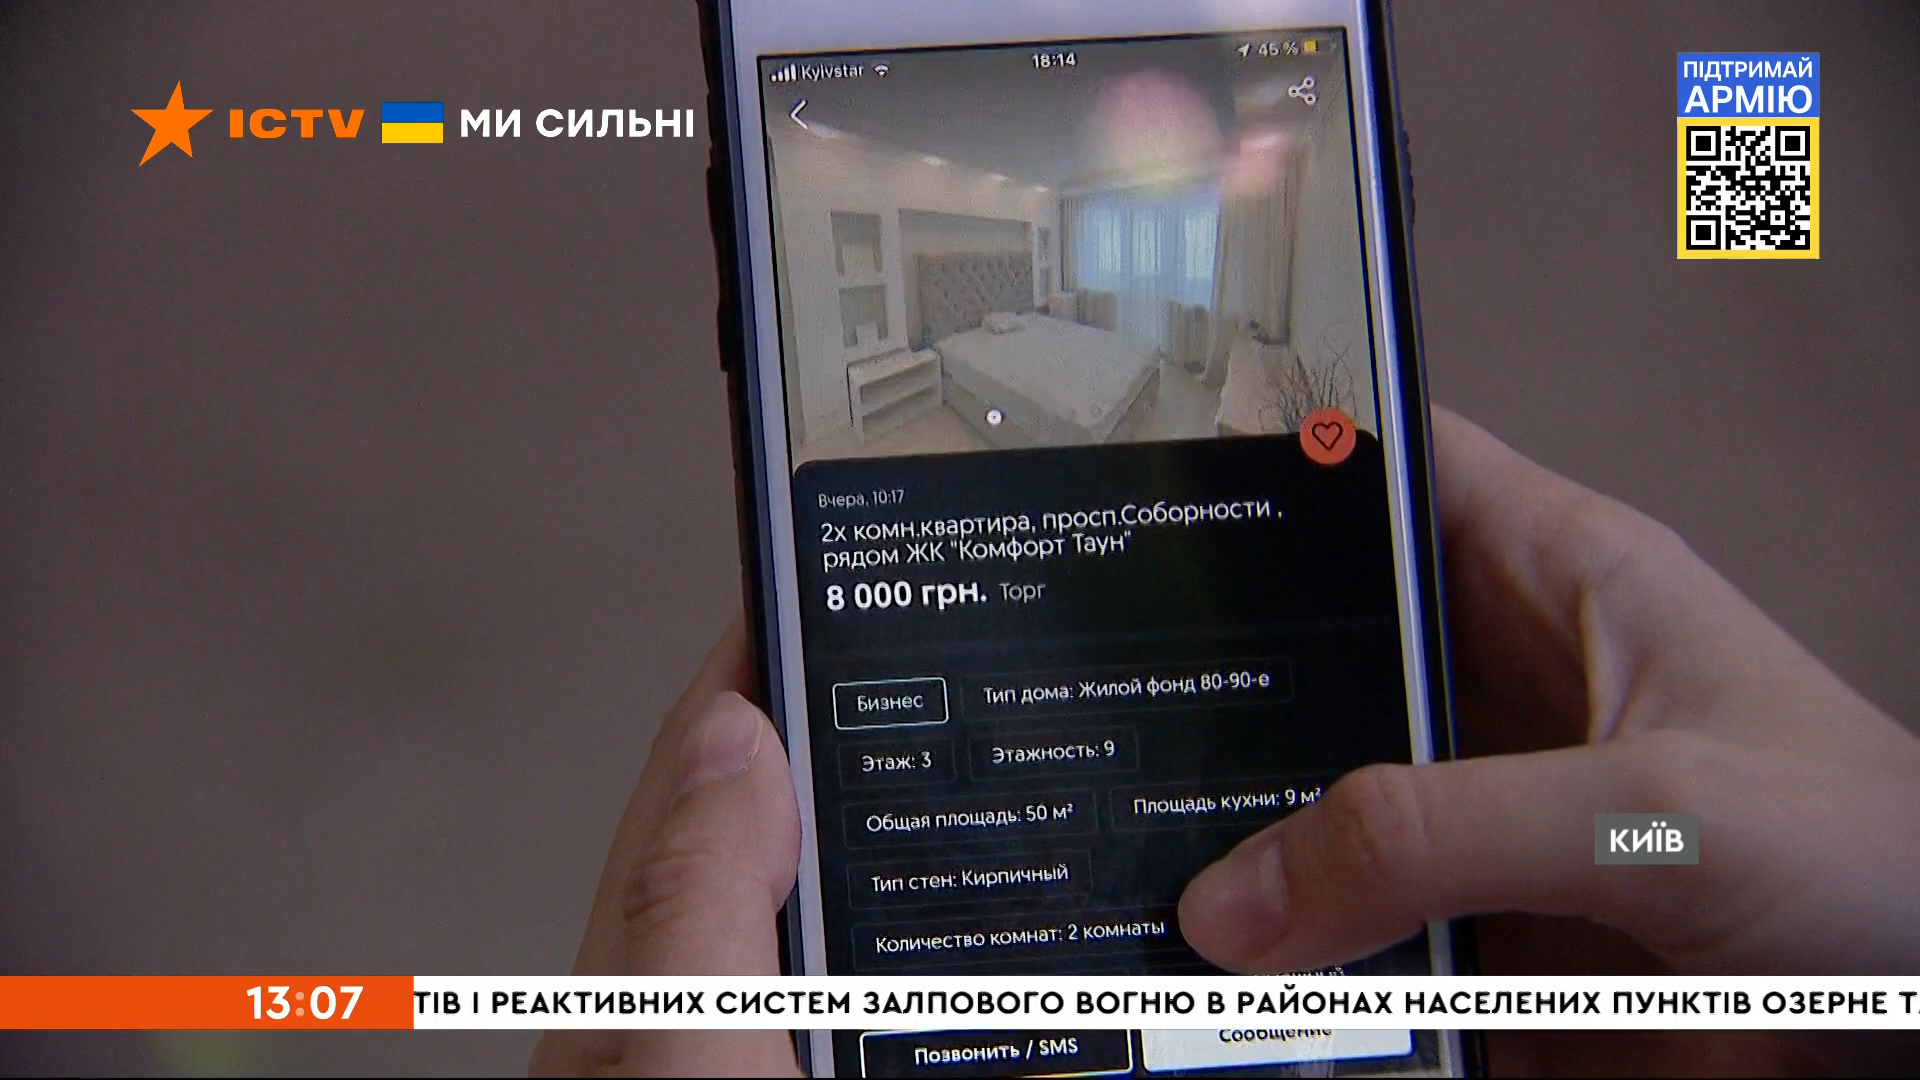 ICTV МИ СИЛЬНІ
ПІДТРИМАЙ
АРМІЮ
Kyivstar
18:14
45 %
Вчера, 10:17
2х комн.квартира, просп.Соборности ,
рядом ЖК "Комфорт Таун"
8 000 грн. Торг
Бизнес
Тип дома: Жилой фонд 80-90-е
Этаж: 3
Этажность: 9
Общая площадь: 50 м²
Площадь кухни: 9 м²
Тип стен: Кирпичный
Количество комнат: 2 комнаты
КИЇВ
13:07
ТІВ І РЕАКТИВНИХ СИСТЕМ ЗАЛПОВОГО ВОГНЮ В РАЙОНАХ НАСЕЛЕНИХ ПУНКТІВ ОЗЕРНЕ Т
Позвонить / SMS
Сообщение